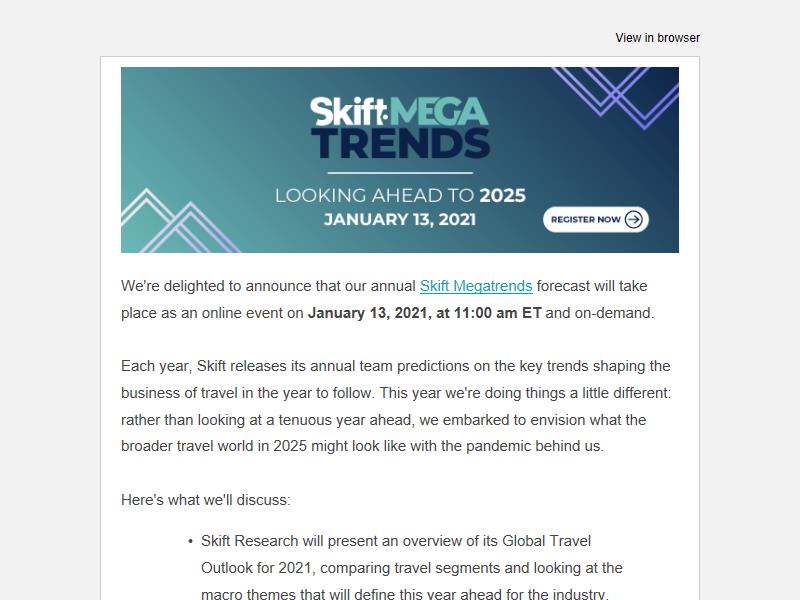 View in browser
Skift:MEGA
TRENDS
LOOKING AHEAD TO 2025
JANUARY 13, 2021
REGISTER NOW
We're delighted to announce that our annual Skift Megatrends forecast will take
place as an online event on January 13, 2021, at 11:00 am ET and on-demand.
Each year, Skift releases its annual team predictions on the key trends shaping the
business of travel in the year to follow. This year we're doing things a little different:
rather than looking at a tenuous year ahead, we embarked to envision what the
broader travel world in 2025 might look like with the pandemic behind us.
Here's what we'll discuss:
• Skift Research will present an overview of its Global Travel
Outlook for 2021, comparing travel segments and looking at the
macro themes that will define this year ahead for the industry.